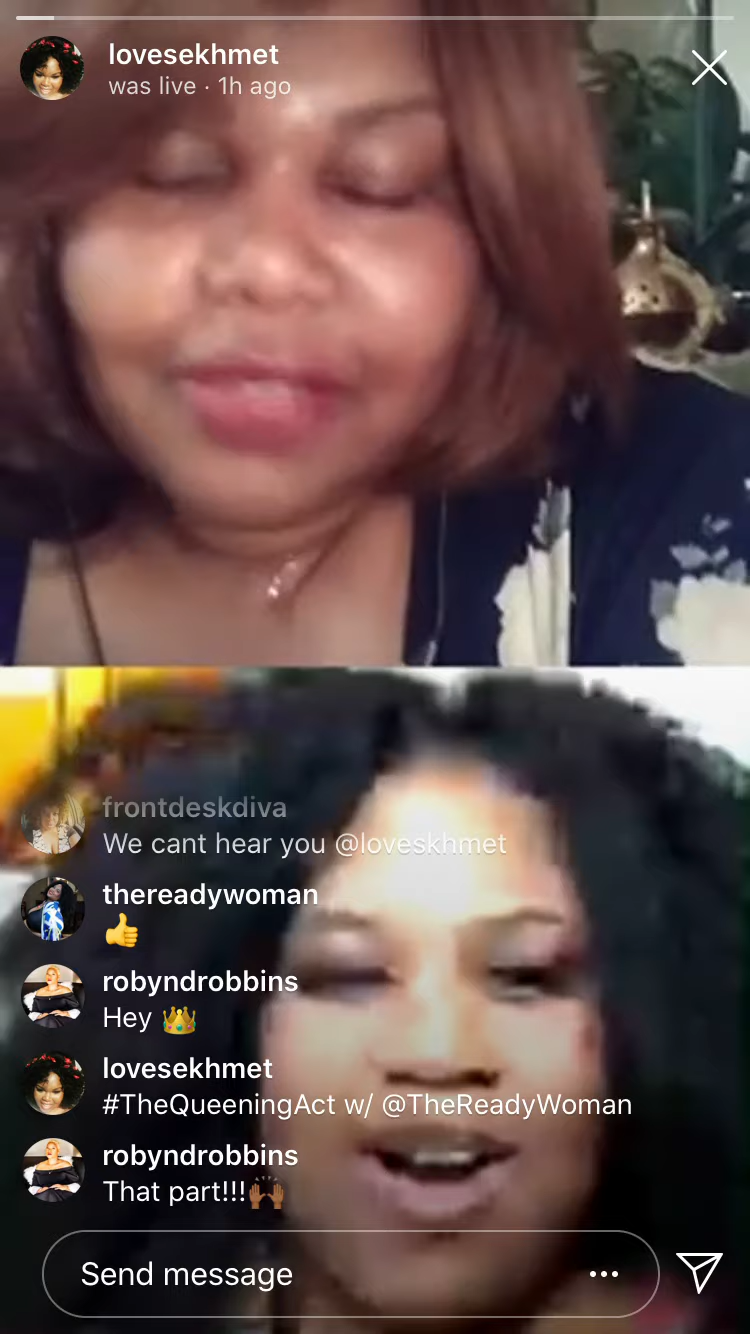 lovesekhmet
was live · 1h ago
frontdeskdiva
We cant hear you @loveskhmet
thereadywoman
👍
robyndrobbins
Hey 👑
lovesekhmet
#TheQueeningAct w/ @TheReadyWoman
robyndrobbins
That part!!!🙌🏾
Send message